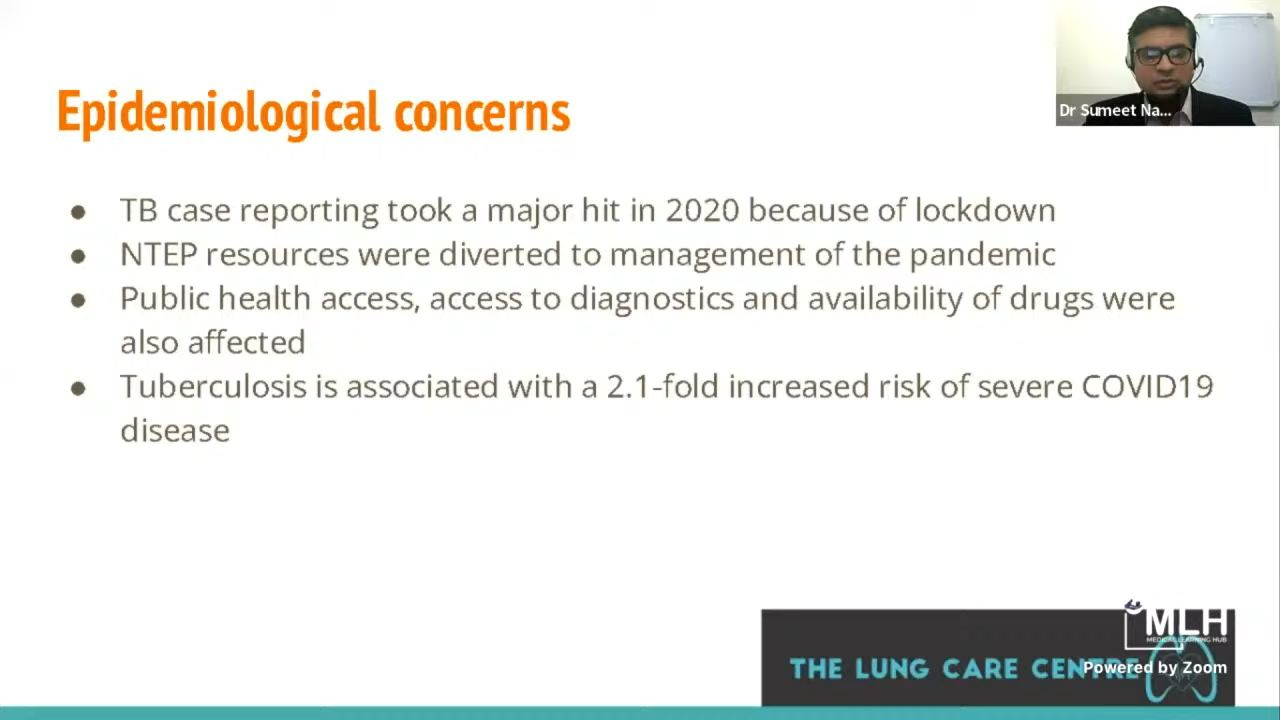 Epidemiological concerns
Dr Sumeet Na...
● TB case reporting took a major hit in 2020 because of lockdown
● NTEP resources were diverted to management of the pandemic
● Public health access, access to diagnostics and availability of drugs were
also affected
● Tuberculosis is associated with a 2.1-fold increased risk of severe COVID19
disease
MLH
MEDICAL LEARNING HUB
THE LUNG CARE CENTRE
Powered by Zoom